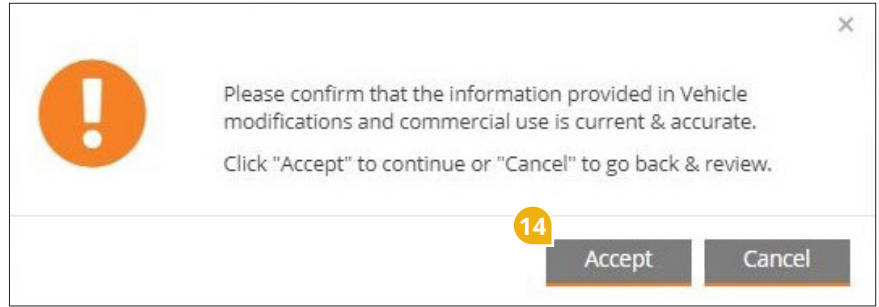 ×
Please confirm that the information provided in Vehicle
modifications and commercial use is current & accurate.
Click "Accept" to continue or "Cancel" to go back & review.
14
Accept Cancel